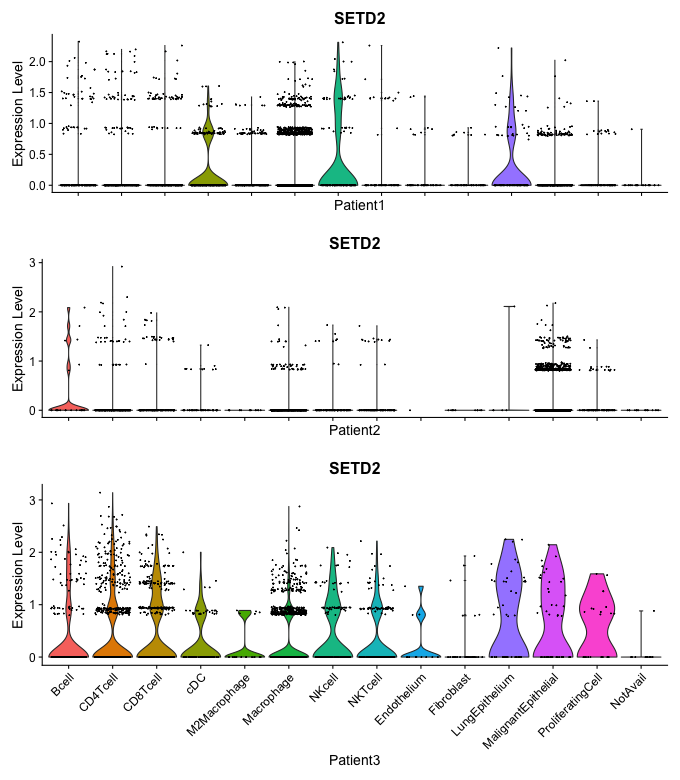 SETD2
Expression Level
2.0
1.5
1.0
0.5
0.0
Patient1
SETD2
Expression Level
3
2
1
0
Patient2
SETD2
Expression Level
3
2
1
0
Bcell
CD4Tcell
CD8Tcell
cDC
M2Macrophage
Macrophage
NKcell
NKTcell
Endothelium
Fibroblast
LungEpithelium
MalignantEpithelial
ProliferatingCell
NotAvail
Patient3